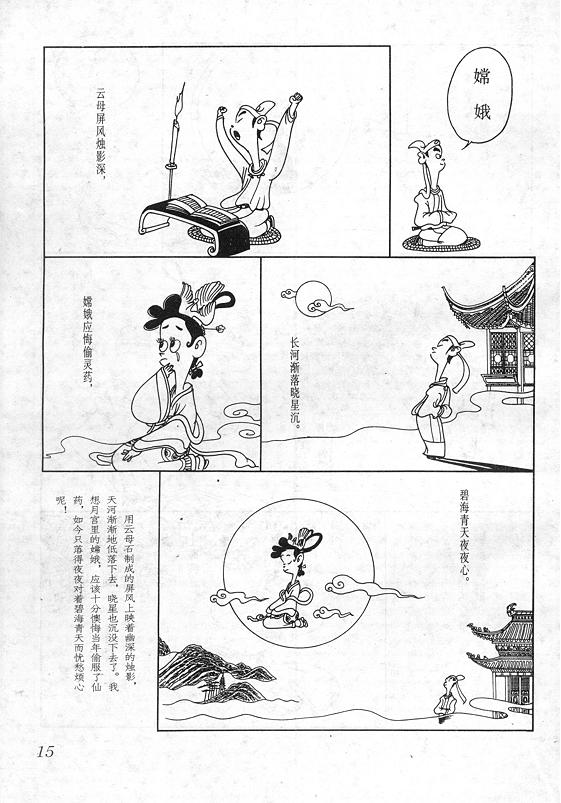 嫦
娥
云母屏风烛影深，
长河渐落晓星沉。
嫦娥应悔偷灵药，
碧海青天夜夜心。
用云母石制成的屏风上映着幽深的烛影，
天河渐渐地低落下去，晓星也沉没下去了。我
想月宫里的嫦娥，应该十分懊悔当年偷服了仙
药，如今只落得夜夜对着碧海青天而忧愁烦心
呢！
15